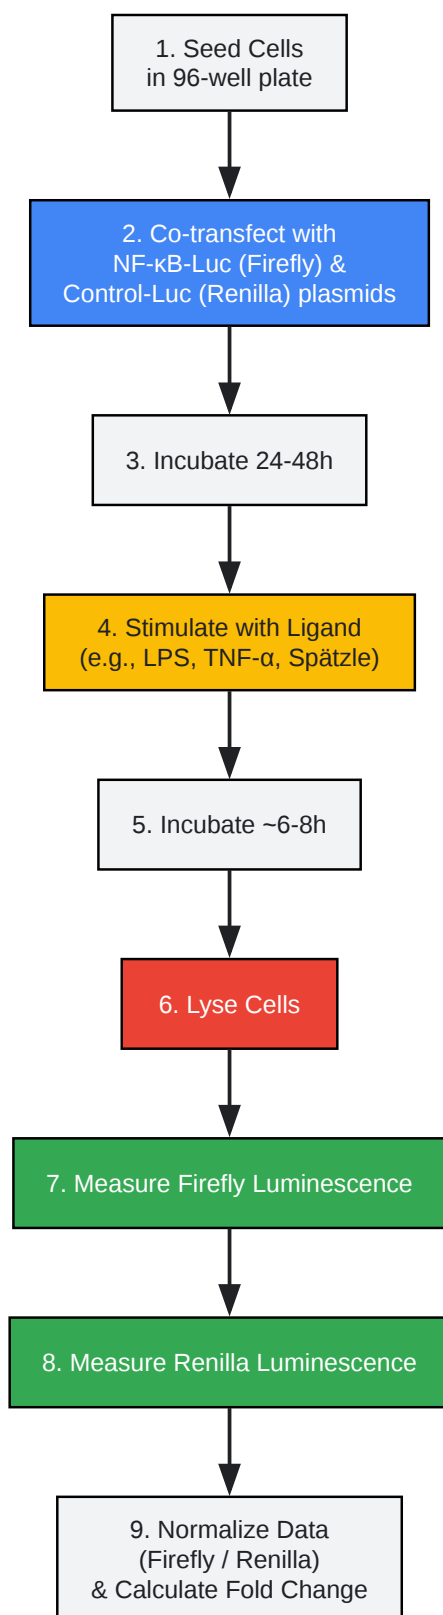 1. Seed Cells
in 96-well plate
2. Co-transfect with
NF-κB-Luc (Firefly) &
Control-Luc (Renilla) plasmids
3. Incubate 24-48h
4. Stimulate with Ligand
(e.g., LPS, TNF-α, Spätzle)
5. Incubate ~6-8h
6. Lyse Cells
7. Measure Firefly Luminescence
8. Measure Renilla Luminescence
9. Normalize Data
(Firefly / Renilla)
& Calculate Fold Change